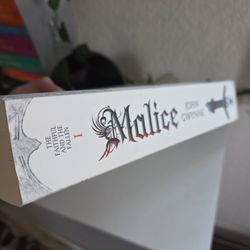 THE
FAITHFUL
AND THE
FALLEN
I
Malice
JOHN
GWYNNE